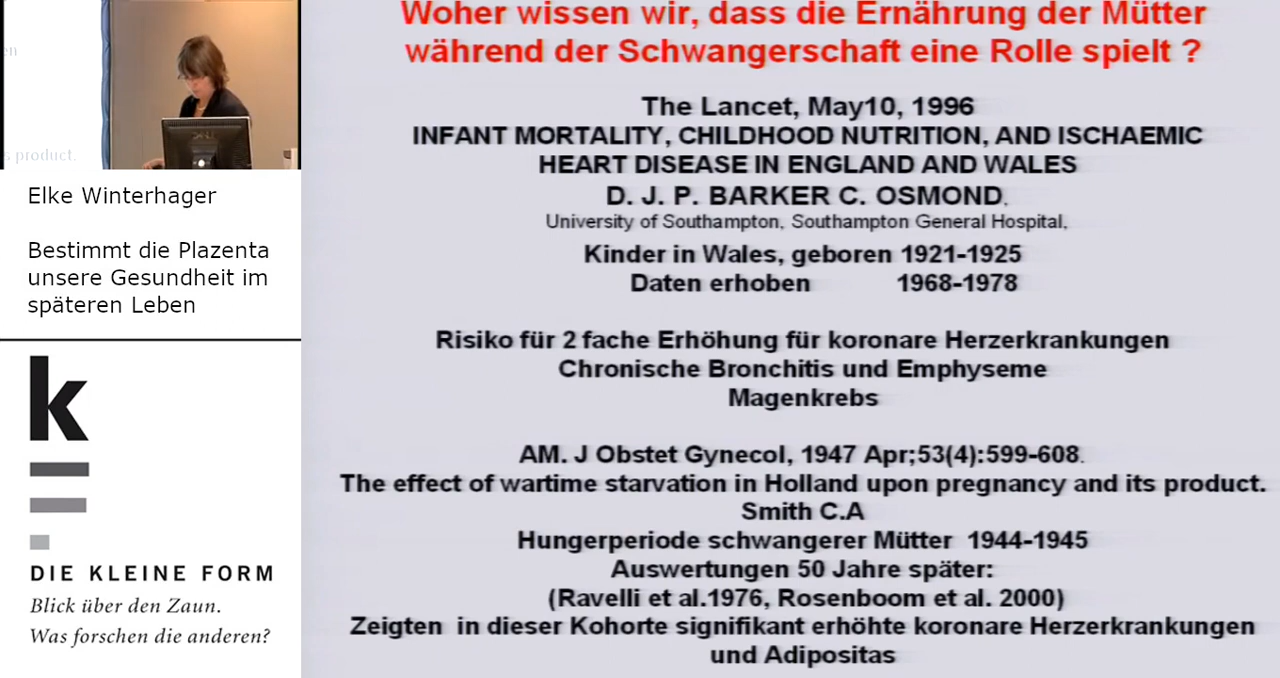 en
s product.
Elke Winterhager
Bestimmt die Plazenta
unsere Gesundheit im
späteren Leben
k
DIE KLEINE FORM
Blick über den Zaun.
Was forschen die anderen?
Woher wissen wir, dass die Ernährung der Mütter
während der Schwangerschaft eine Rolle spielt ?
The Lancet, May10, 1996
INFANT MORTALITY, CHILDHOOD NUTRITION, AND ISCHAEMIC
HEART DISEASE IN ENGLAND AND WALES
D. J. P. BARKER C. OSMOND.
University of Southampton, Southampton General Hospital,
Kinder in Wales, geboren 1921-1925
Daten erhoben 1968-1978
Risiko für 2 fache Erhöhung für koronare Herzerkrankungen
Chronische Bronchitis und Emphyseme
Magenkrebs
AM. J Obstet Gynecol, 1947 Apr;53(4):599-608.
The effect of wartime starvation in Holland upon pregnancy and its product.
Smith C.A
Hungerperiode schwangerer Mütter 1944-1945
Auswertungen 50 Jahre später:
(Ravelli et al.1976, Rosenboom et al. 2000)
Zeigten in dieser Kohorte signifikant erhöhte koronare Herzerkrankungen
und Adipositas